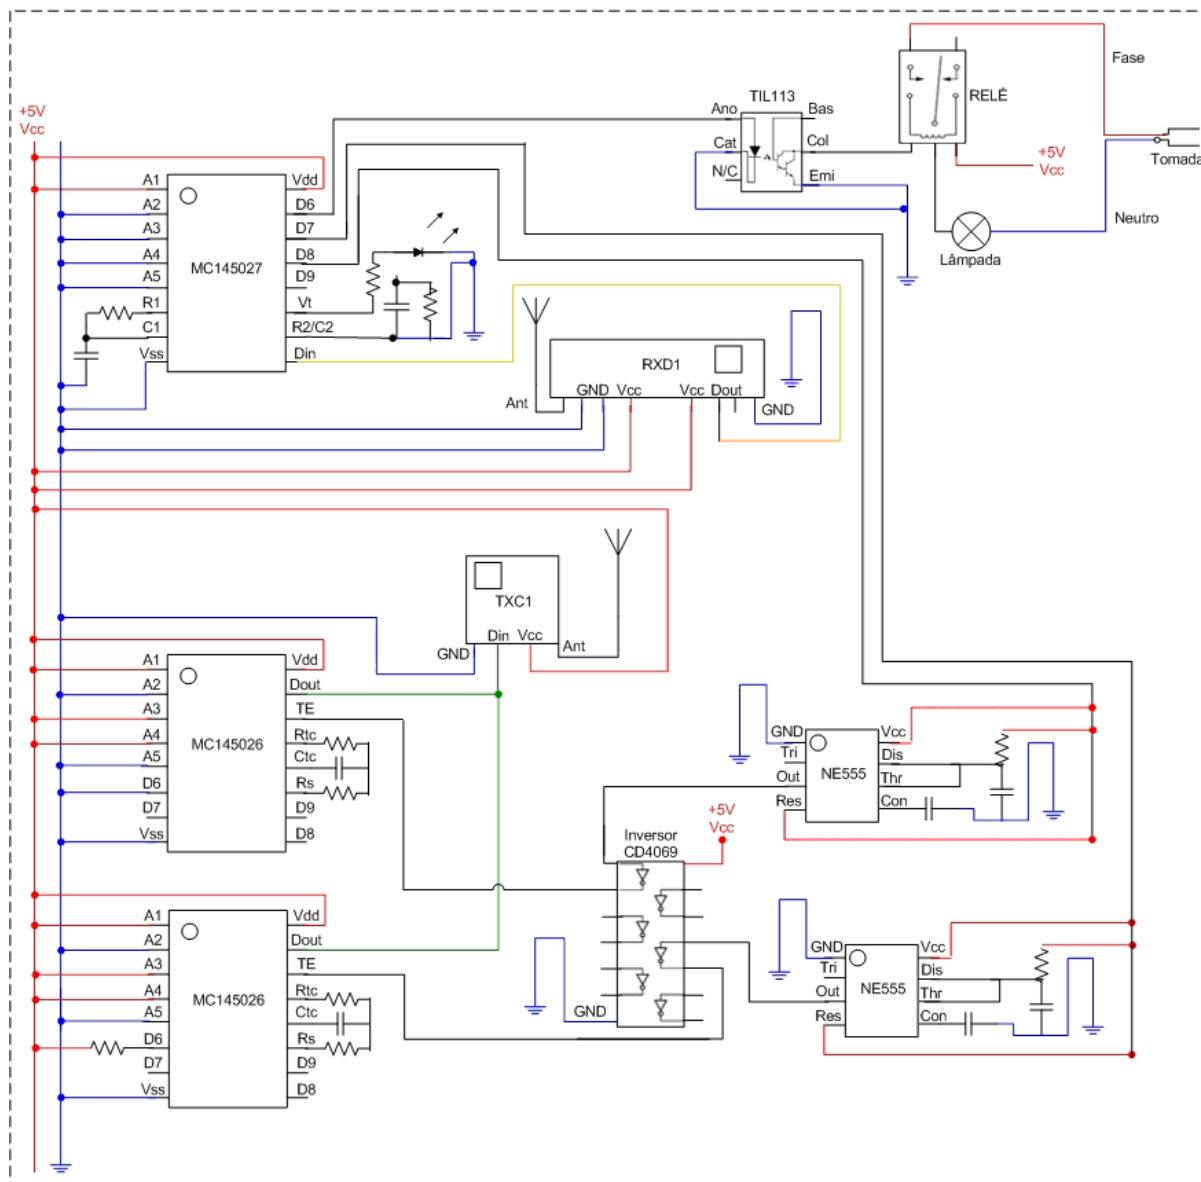 +5V
Vcc
A1
A2
A3
A4
A5
R1
C1
Vss
MC145027
Vdd
D6
D7
D8
D9
Vt
R2/C2
Din
TIL113
Ano
Cat
N/C
Bas
Col
Emi
RELÉ
Fase
+5V
Vcc
Tomada
Neutro
Lâmpada
RXD1
Ant
GND
Vcc
Vcc
Dout
GND
TXC1
GND
Din
Vcc
Ant
A1
A2
A3
A4
A5
D6
D7
Vss
MC145026
Vdd
Dout
TE
Rtc
Ctc
Rs
D9
D8
GND
Tri
Out
Res
NE555
Vcc
Dis
Thr
Con
+5V
Vcc
Inversor
CD4069
GND
A1
A2
A3
A4
A5
D6
D7
Vss
MC145026
Vdd
Dout
TE
Rtc
Ctc
Rs
D9
D8
GND
Tri
Out
Res
NE555
Vcc
Dis
Thr
Con